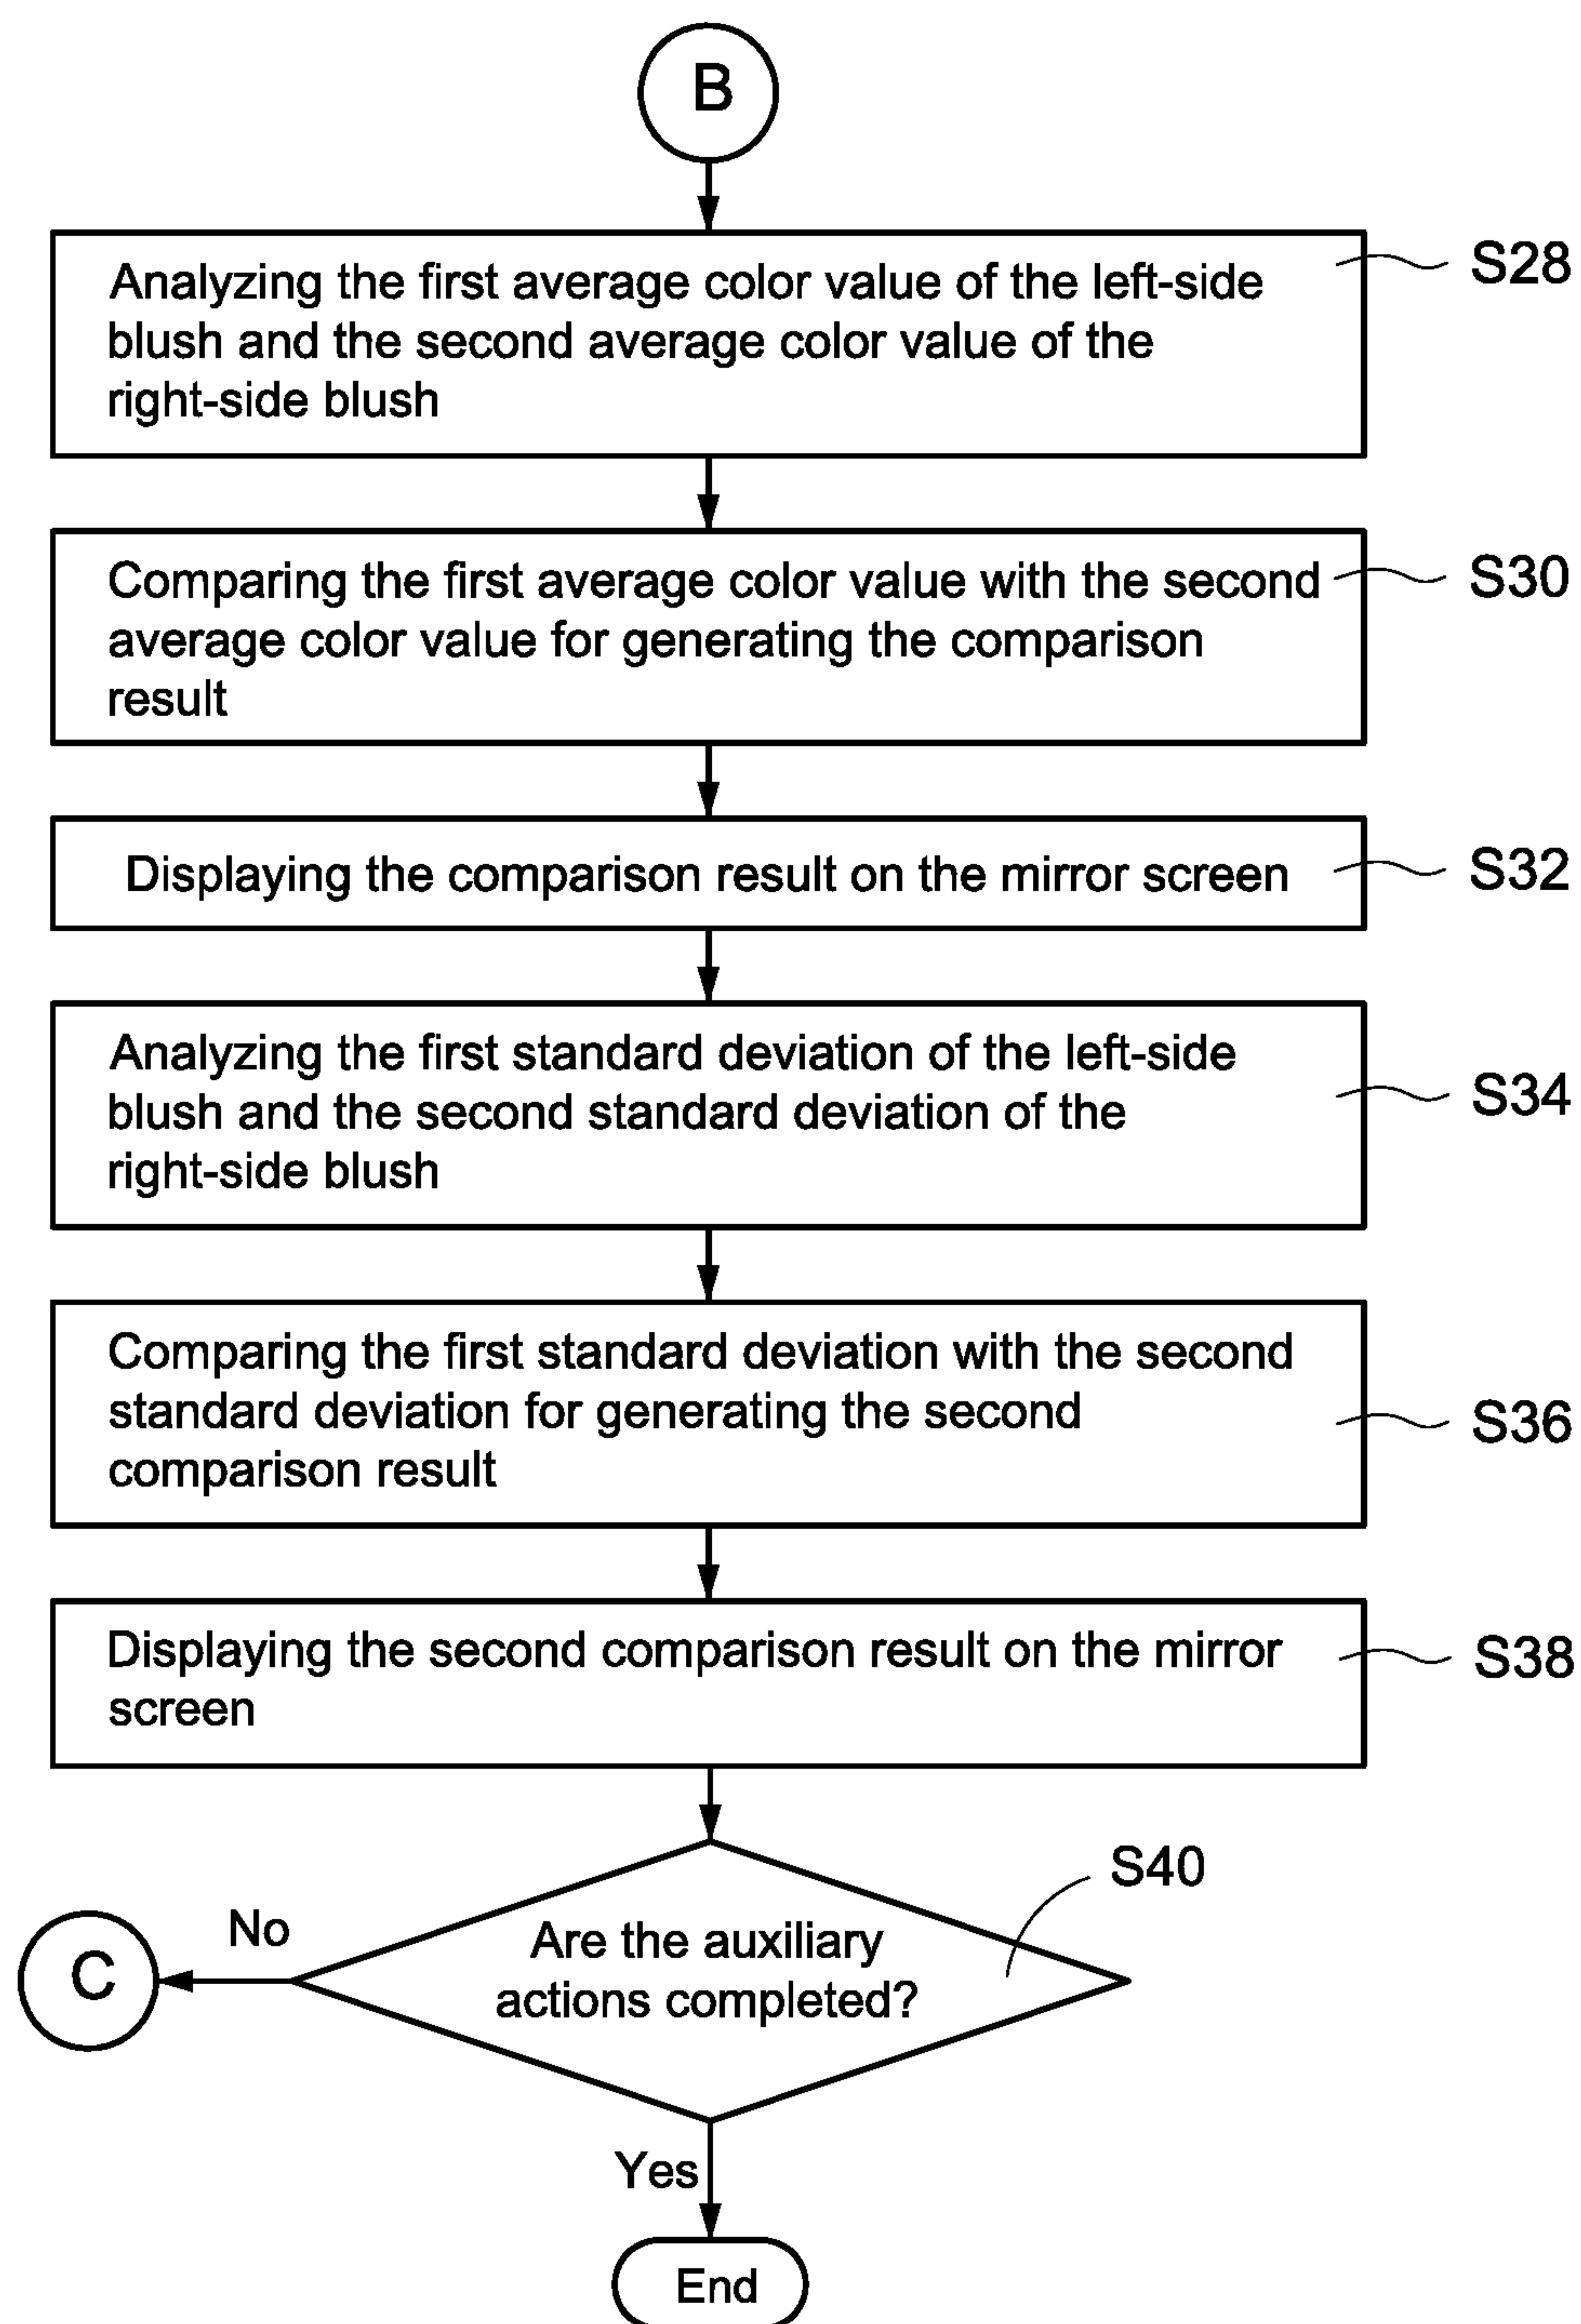 B
Analyzing the first average color value of the left-side
blush and the second average color value of the
right-side blush
S28
Comparing the first average color value with the second
average color value for generating the comparison
result
S30
Displaying the comparison result on the mirror screen
S32
Analyzing the first standard deviation of the left-side
blush and the second standard deviation of the
right-side blush
S34
Comparing the first standard deviation with the second
standard deviation for generating the second
comparison result
S36
Displaying the second comparison result on the mirror
screen
S38
S40
Are the auxiliary
actions completed?
No
C
Yes
End